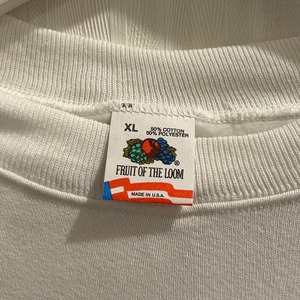 XL
50% COTTON
50% POLYESTER
FRUIT OF THE LOOM
MADE IN U.S.A.